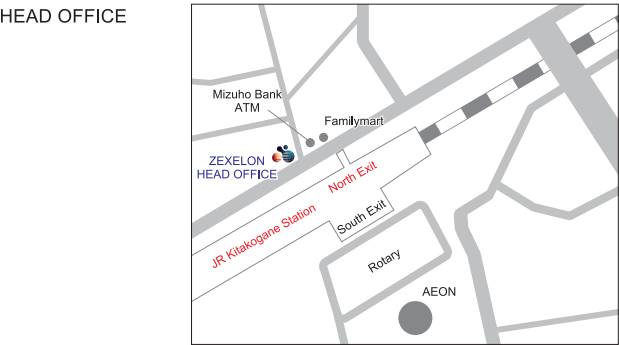 HEAD OFFICE
Mizuho Bank
ATM
Familymart
ZEXELON
HEAD OFFICE
North Exit
JR Kitakogane Station
South Exit
Rotary
AEON